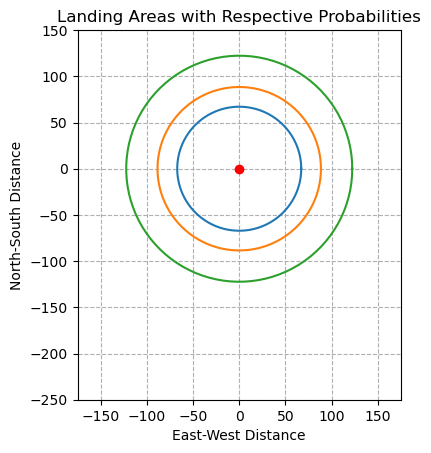 Landing Areas with Respective Probabilities
150
100
50
0
−50
−100
−150
−200
−250
North-South Distance
−150 −100 −50 0 50 100 150
East-West Distance